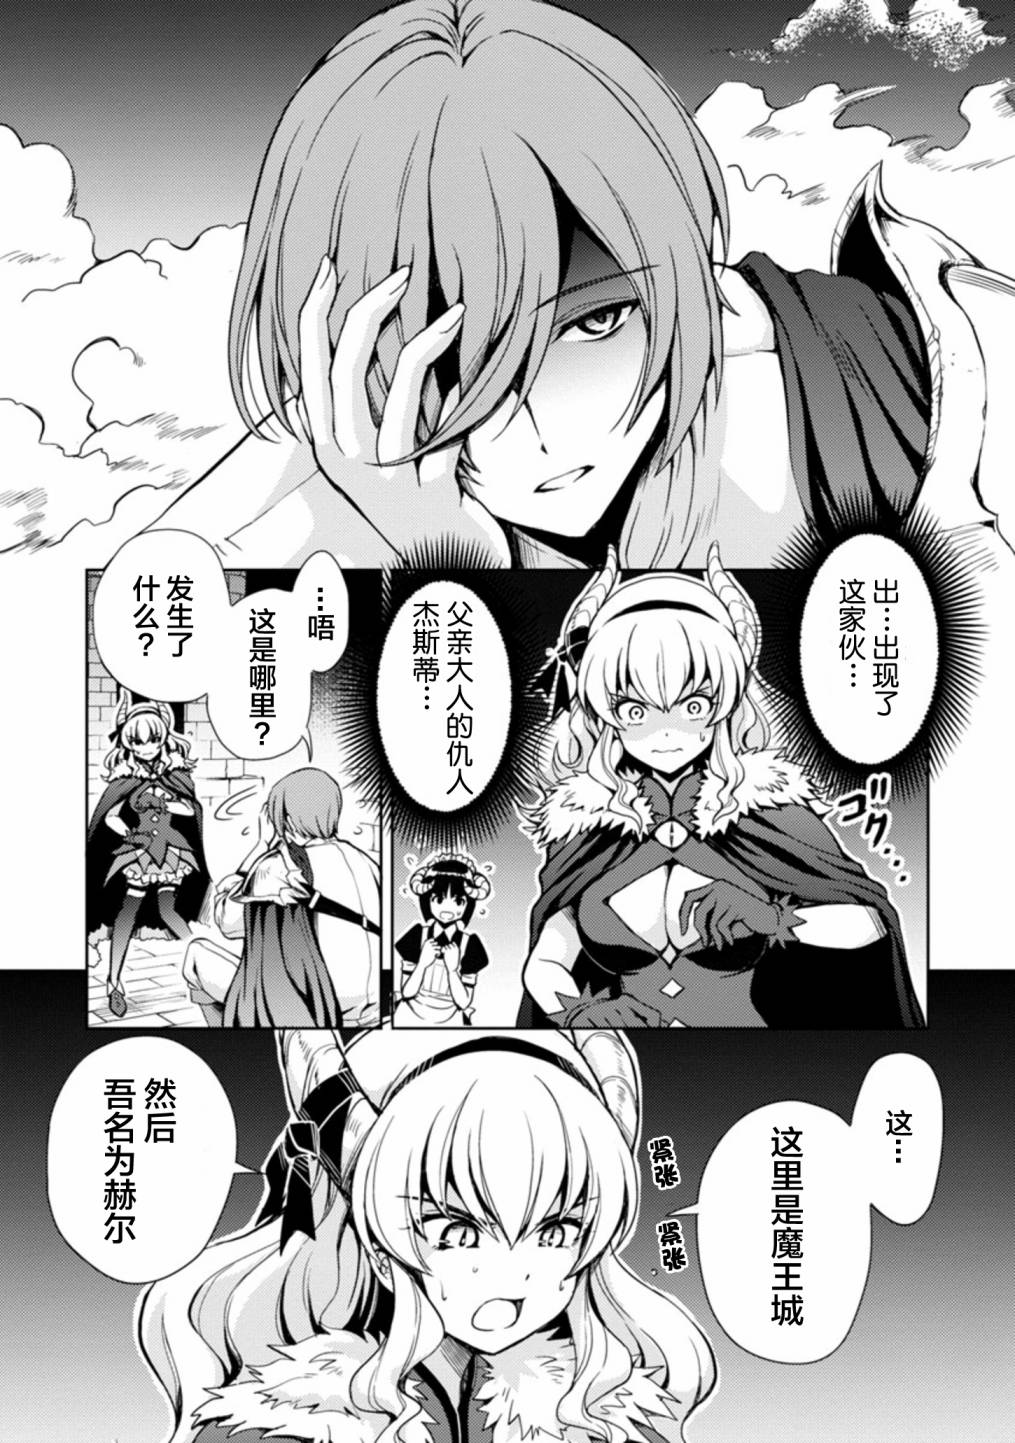 出…出现了
这家伙…
父亲大人的仇人
杰斯蒂…
ゴクッ…
…唔
这是哪里？
发生了
什么？
这…
这里是魔王城
紧张
紧张
然后
吾名为赫尔